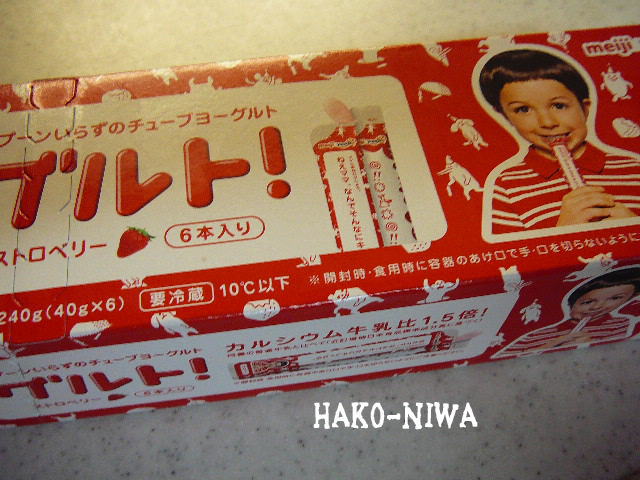 meiji
プーンいらずのチューブヨーグルト
グルト!
ストロベリー
6本入り
240g(40g×6) 要冷蔵 10℃以下
※開封時・食用時に容器のあけ口で手・口を切らないように
プーンいらずのチューブヨーグルト
グルト!
ストロベリー
6本入り
カルシウム牛乳比1.5倍!
HAKO-NIWA